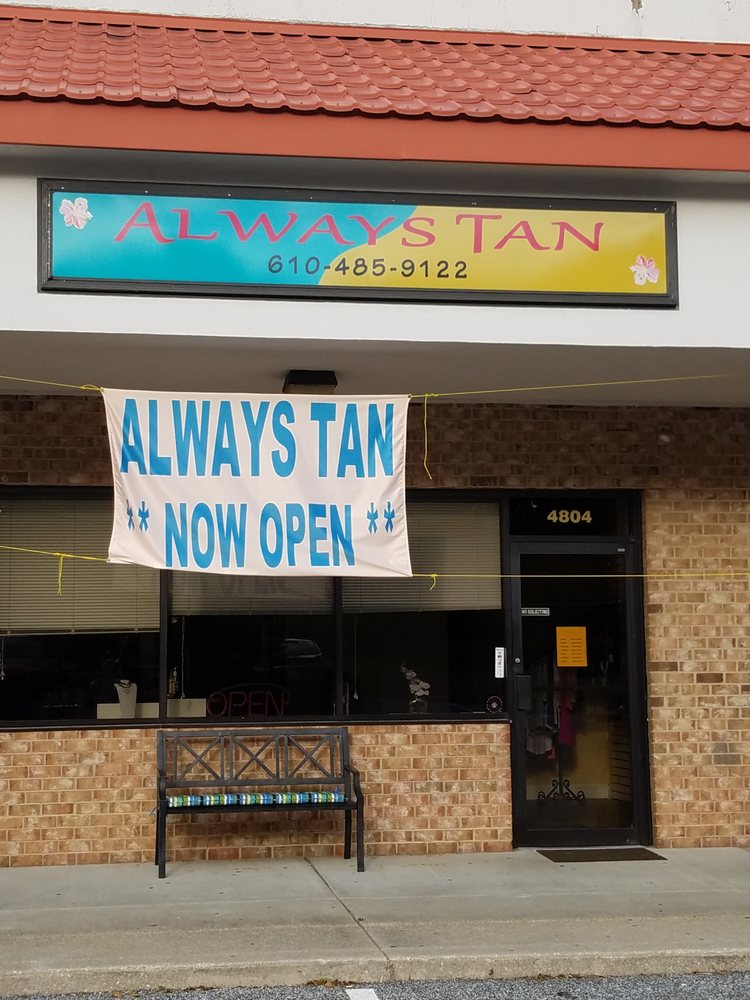 ALWAYS TAN
610-485-9122
ALWAYS TAN
** NOW OPEN **
4804
NO SOLICITING
OPEN